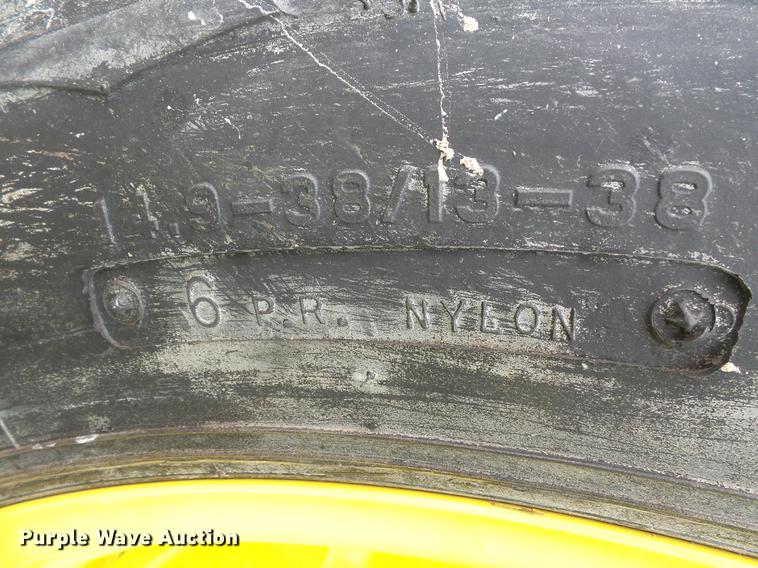 14.9-38/13-38
6 P.R. NYLON
Purple Wave Auction